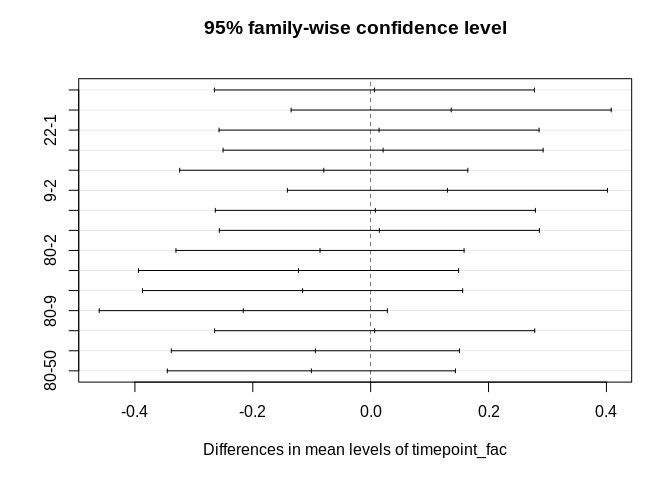 95% family-wise confidence level
22-1
9-2
80-2
80-9
80-50
-0.4 -0.2 0.0 0.2 0.4
Differences in mean levels of timepoint_fac